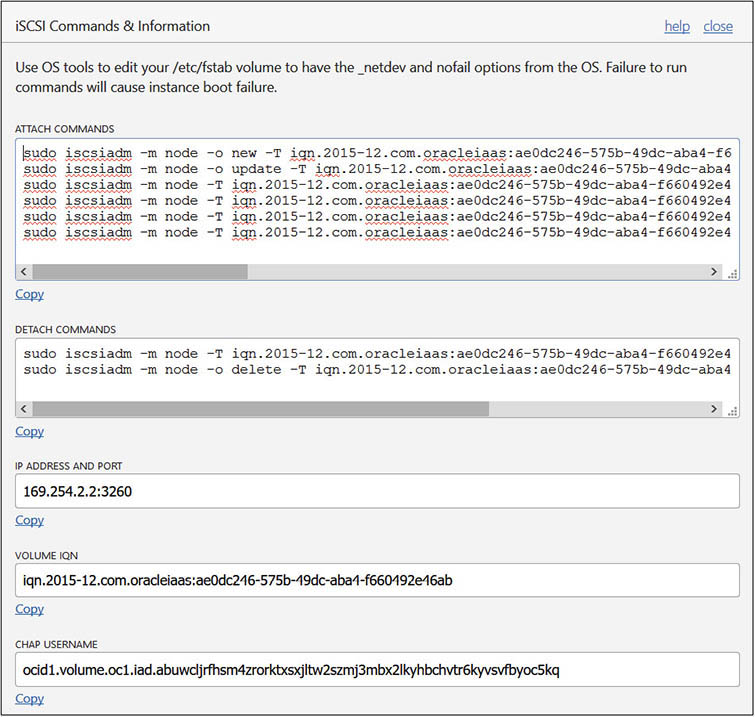 iSCSI Commands & Information
help close
Use OS tools to edit your /etc/fstab volume to have the _netdev and nofail options from the OS. Failure to run
commands will cause instance boot failure.
ATTACH COMMANDS
sudo iscsiadm -m node -o new -T iqn.2015-12.com.oracleiaas:ae0dc246-575b-49dc-aba4-f6
sudo iscsiadm -m node -o update -T iqn.2015-12.com.oracleiaas:ae0dc246-575b-49dc-aba4
sudo iscsiadm -m node -T iqn.2015-12.com.oracleiaas:ae0dc246-575b-49dc-aba4-f660492e4
sudo iscsiadm -m node -T iqn.2015-12.com.oracleiaas:ae0dc246-575b-49dc-aba4-f660492e4
sudo iscsiadm -m node -T iqn.2015-12.com.oracleiaas:ae0dc246-575b-49dc-aba4-f660492e4
sudo iscsiadm -m node -T iqn.2015-12.com.oracleiaas:ae0dc246-575b-49dc-aba4-f660492e4
Copy
DETACH COMMANDS
sudo iscsiadm -m node -T iqn.2015-12.com.oracleiaas:ae0dc246-575b-49dc-aba4-f660492e4
sudo iscsiadm -m node -o delete -T iqn.2015-12.com.oracleiaas:ae0dc246-575b-49dc-aba4
Copy
IP ADDRESS AND PORT
169.254.2.2:3260
Copy
VOLUME IQN
iqn.2015-12.com.oracleiaas:ae0dc246-575b-49dc-aba4-f660492e46ab
Copy
CHAP USERNAME
ocid1.volume.oc1.iad.abuwcljrfhsm4zrorktxsxjltw2szmj3mbx2lkyhbchvtr6kyvsvfbyoc5kq
Copy